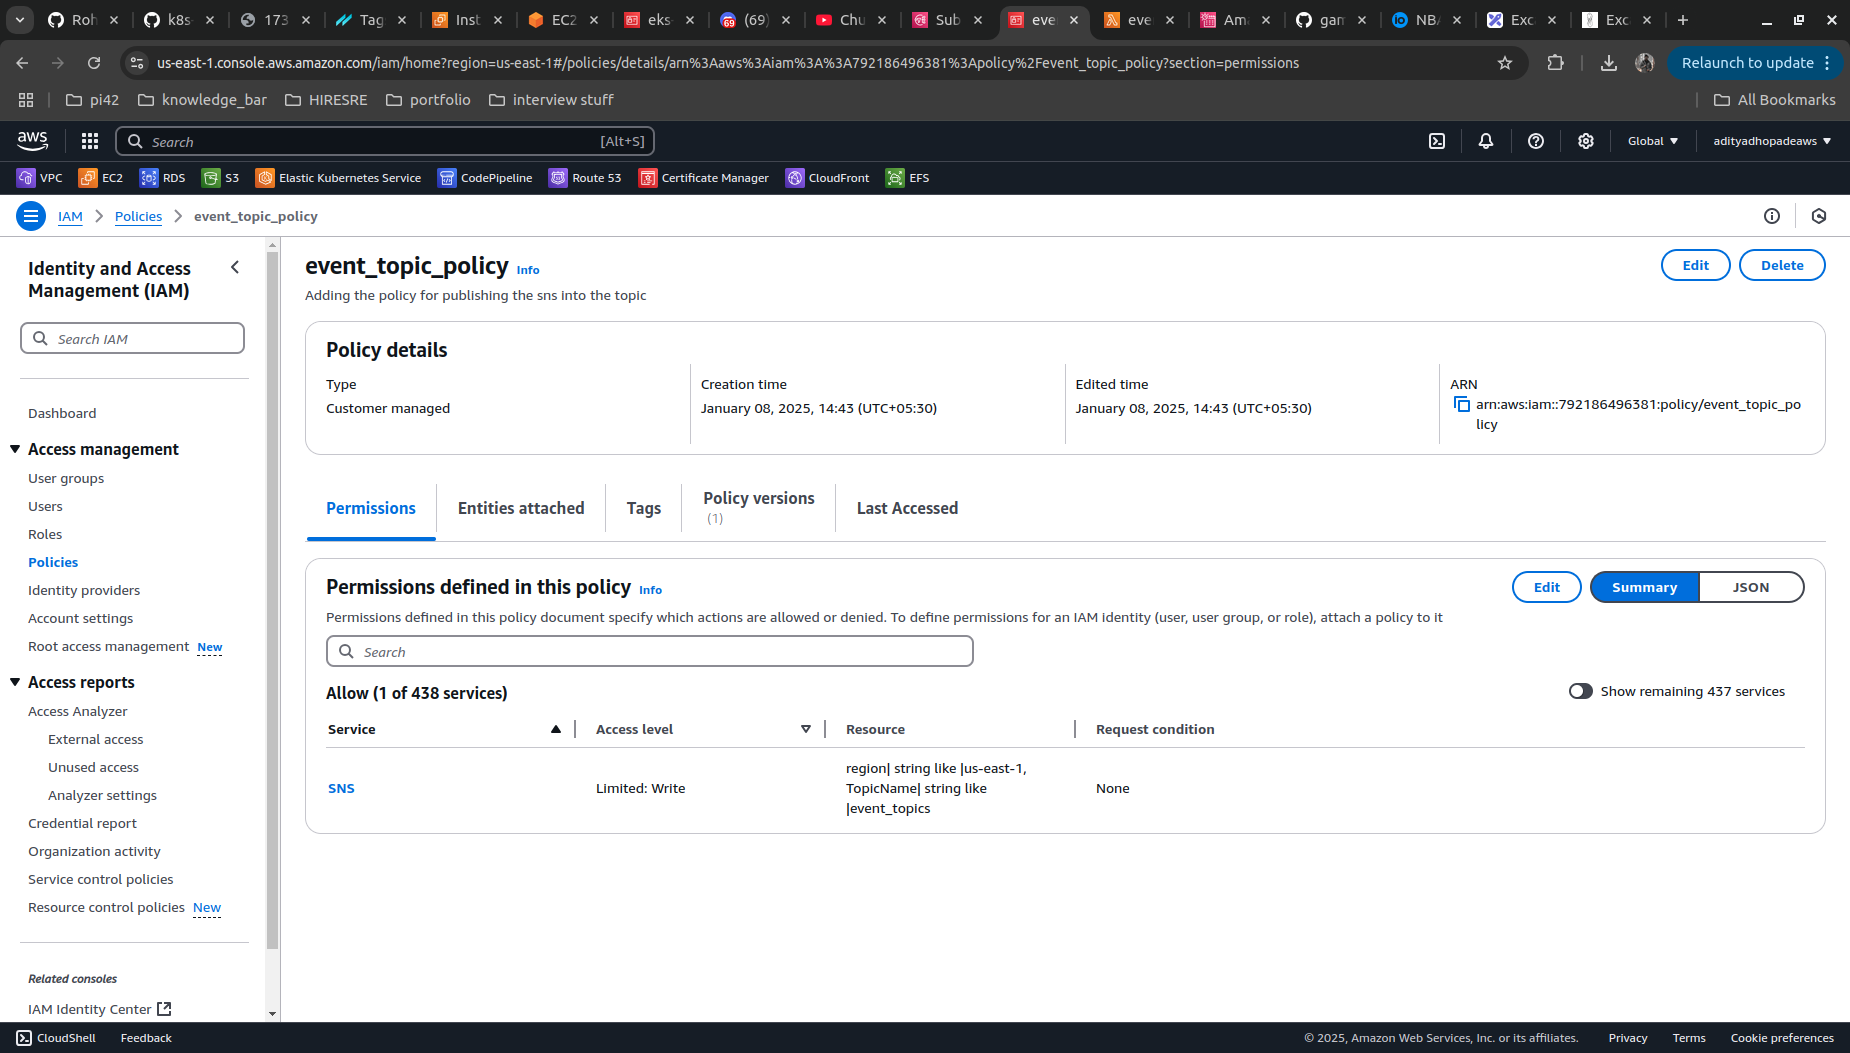 Roh
k8s-
173
Tag
Inst
EC2
eks-
(69)
Chu
Sub
eve
eve
Am
gam
NBA
Exc
Exc
us-east-1.console.aws.amazon.com/iam/home?region=us-east-1#/policies/details/arn%3Aaws%3Aiam%3A%3A792186496381%3Apolicy%2Fevent_topic_policy?section=permissions
Relaunch to update
pi42
knowledge_bar
HIRESRE
portfolio
interview stuff
All Bookmarks
aws
Search
[Alt+S]
Global
adityadhopadeaws
VPC
EC2
RDS
S3
Elastic Kubernetes Service
CodePipeline
Route 53
Certificate Manager
CloudFront
EFS
IAM
Policies
event_topic_policy
Identity and Access
Management (IAM)
Search IAM
Dashboard
Access management
User groups
Users
Roles
Policies
Identity providers
Account settings
Root access management New
Access reports
Access Analyzer
External access
Unused access
Analyzer settings
Credential report
Organization activity
Service control policies
Resource control policies New
Related consoles
IAM Identity Center
event_topic_policy Info
Adding the policy for publishing the sns into the topic
Edit
Delete
Policy details
Type
Customer managed
Creation time
January 08, 2025, 14:43 (UTC+05:30)
Edited time
January 08, 2025, 14:43 (UTC+05:30)
ARN
arn:aws:iam::792186496381:policy/event_topic_po
licy
Permissions
Entities attached
Tags
Policy versions
(1)
Last Accessed
Permissions defined in this policy Info
Edit
Summary
JSON
Permissions defined in this policy document specify which actions are allowed or denied. To define permissions for an IAM identity (user, user group, or role), attach a policy to it
Search
Allow (1 of 438 services)
Show remaining 437 services
Service
Access level
Resource
Request condition
SNS
Limited: Write
region| string like |us-east-1,
TopicName| string like
|event_topics
None
CloudShell
Feedback
© 2025, Amazon Web Services, Inc. or its affiliates.
Privacy
Terms
Cookie preferences